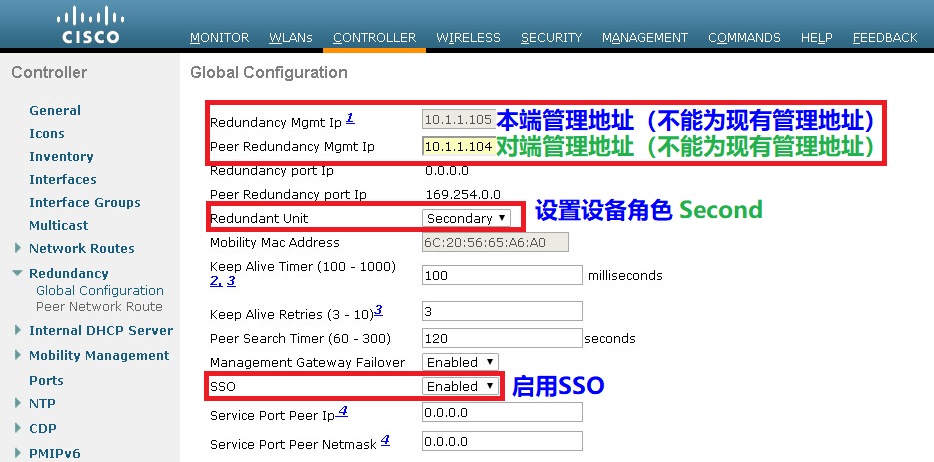 CISCO
MONITOR WLANs CONTROLLER WIRELESS SECURITY MANAGEMENT COMMANDS HELP FEEDBACK
Controller
General
Icons
Inventory
Interfaces
Interface Groups
Multicast
Network Routes
Redundancy
Global Configuration
Peer Network Route
Internal DHCP Server
Mobility Management
Ports
NTP
CDP
PMIPv6
Global Configuration
Redundancy Mgmt Ip 1 10.1.1.105 本端管理地址（不能为现有管理地址）
Peer Redundancy Mgmt Ip 10.1.1.104 对端管理地址（不能为现有管理地址）
Redundancy port Ip 0.0.0.0
Peer Redundancy port Ip 169.254.0.0
Redundant Unit Secondary 设置设备角色 Second
Mobility Mac Address 6C:20:56:65:A6:A0
Keep Alive Timer (100 - 1000) 100 milliseconds
2, 3
Keep Alive Retries (3 - 10) 3 3
Peer Search Timer (60 - 300) 120 seconds
Management Gateway Failover Enabled
SSO Enabled 启用SSO
Service Port Peer Ip 4 0.0.0.0
Service Port Peer Netmask 4 0.0.0.0